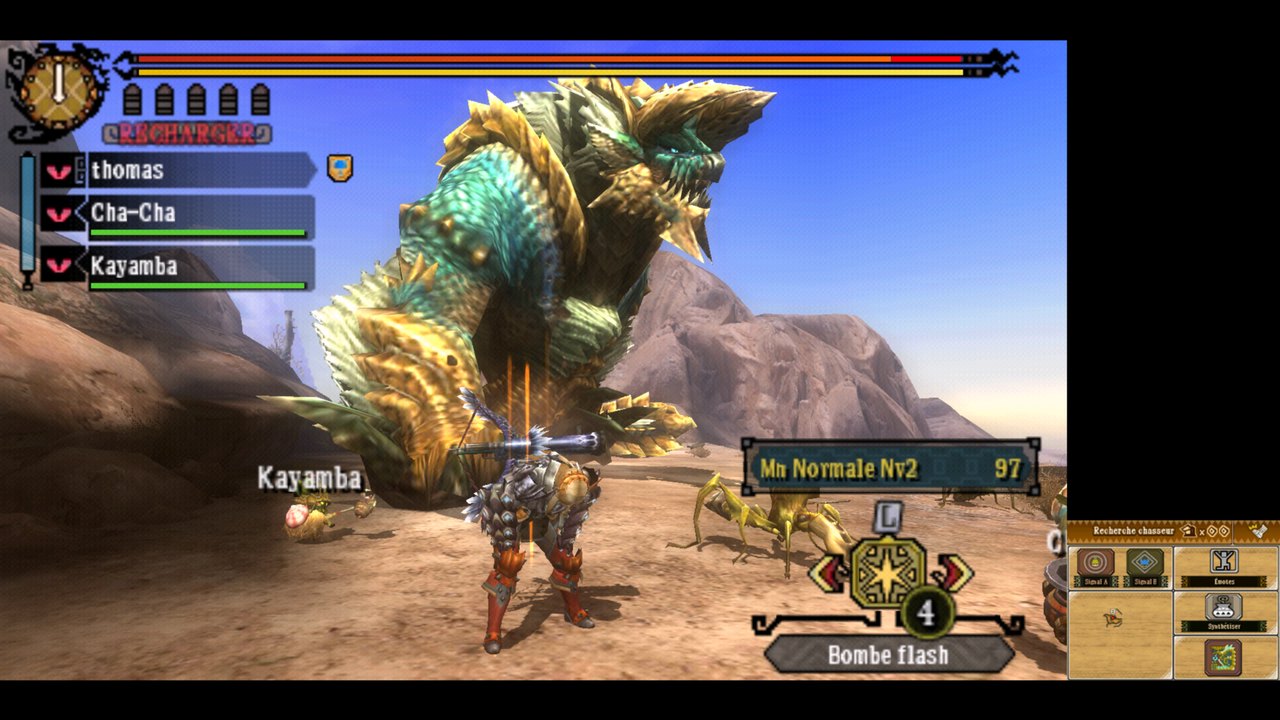 RECHARGER
thomas
Cha-Cha
Kayamba
Kayamba
Mn Normale Nv2 97
L
4
Bombe flash
Recherche chasseur x
Signal A Signal B Emotes
Synthétiser